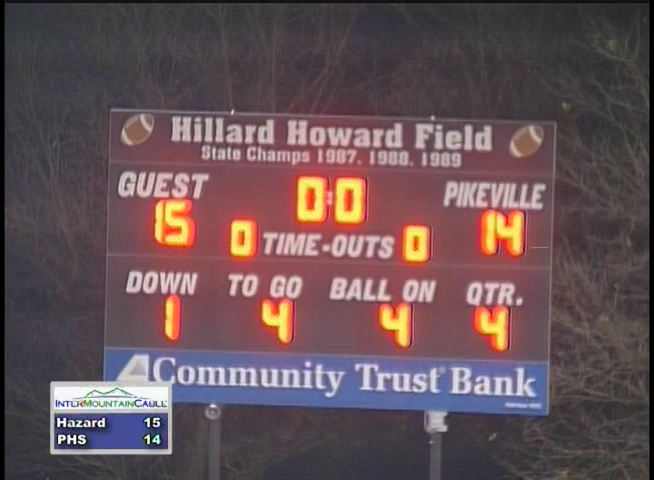 Hillard Howard Field
State Champs 1987, 1988, 1989
GUEST 0:0 PIKEVILLE
15 0 TIME-OUTS 0 14
DOWN TO GO BALL ON QTR.
1 4 4 4
Community Trust Bank
INTERMOUNTAINCABLE
Hazard 15
PHS 14